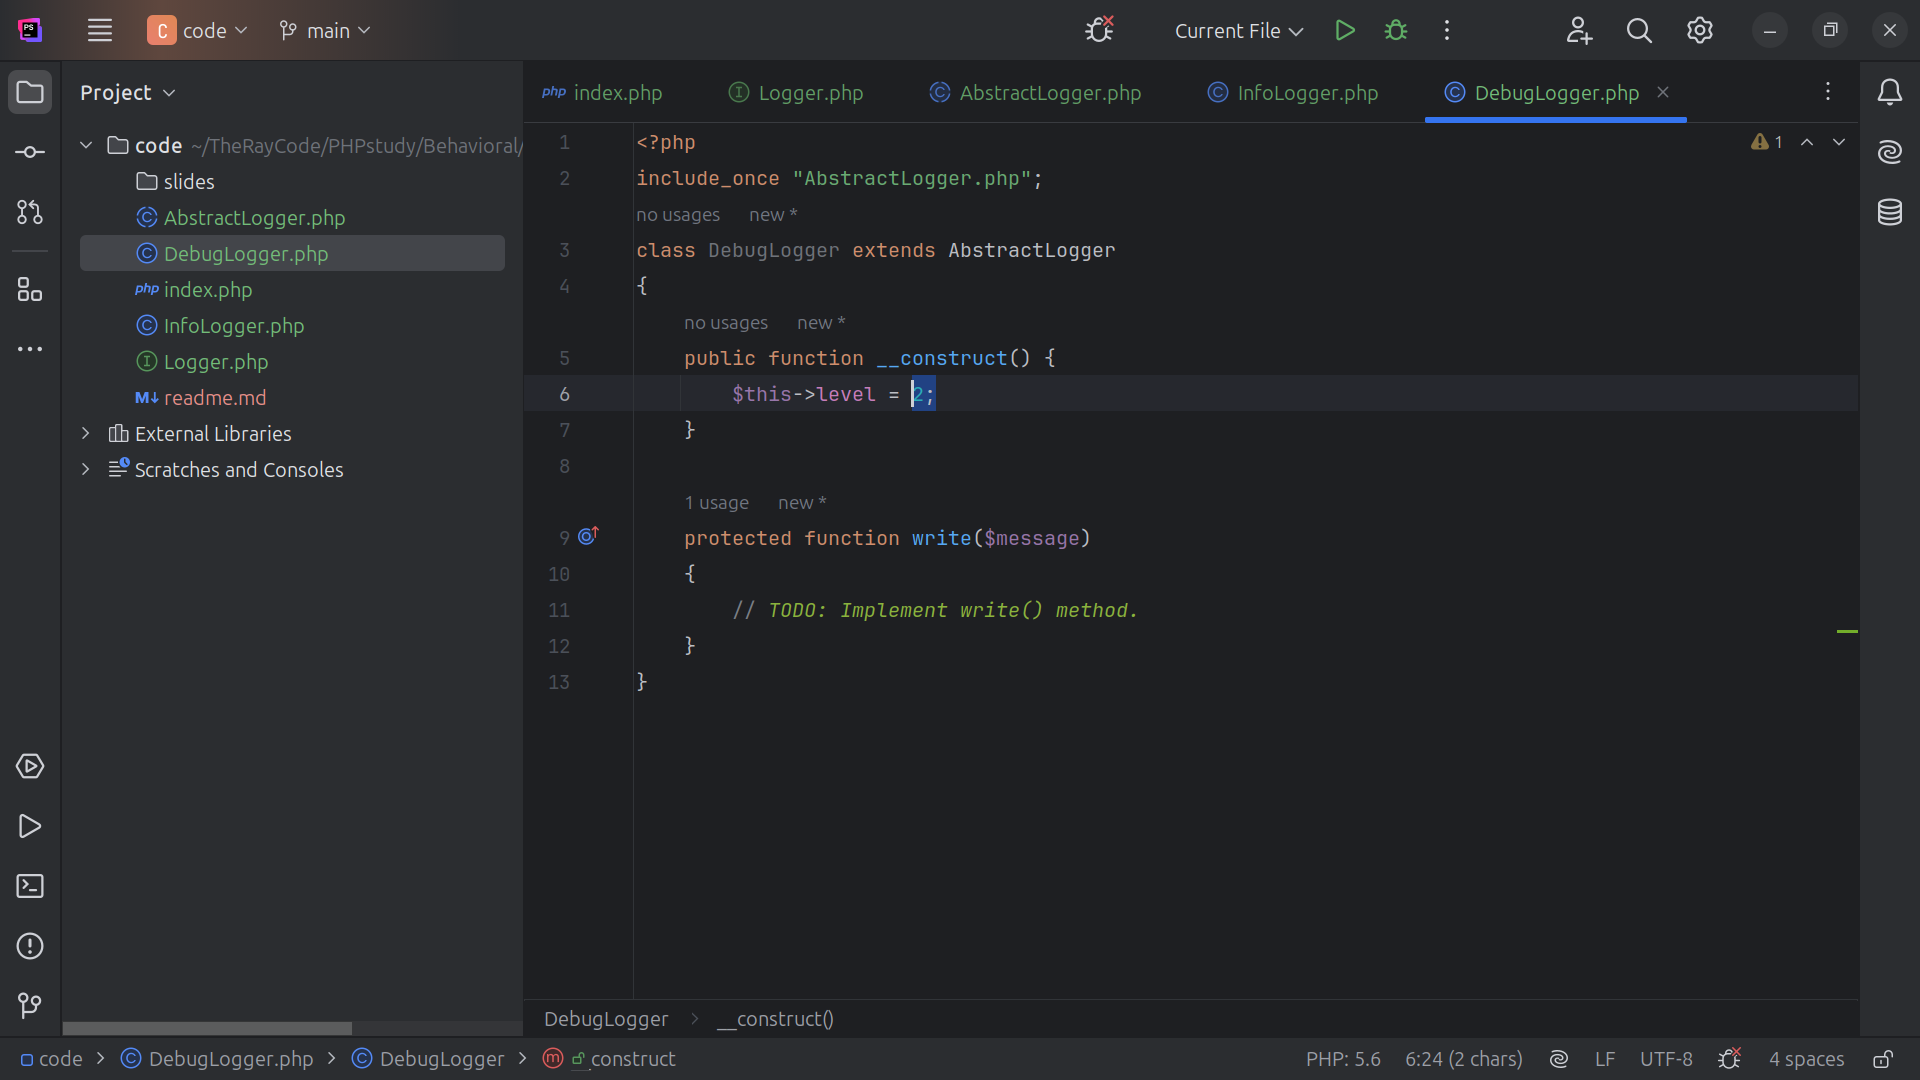 PS
C code main
Current File
Project
code ~/TheRayCode/PHPstudy/Behavioral/
slides
C AbstractLogger.php
C DebugLogger.php
php index.php
C InfoLogger.php
I Logger.php
M↓ readme.md
External Libraries
Scratches and Consoles
php index.php
I Logger.php
C AbstractLogger.php
C InfoLogger.php
C DebugLogger.php
1
1 <?php
2 include_once "AbstractLogger.php";
no usages new *
3 class DebugLogger extends AbstractLogger
4 {
no usages new *
5 public function __construct() {
6 $this->level = 2;
7 }
8
1 usage new *
9 protected function write($message)
10 {
11 // TODO: Implement write() method.
12 }
13 }
DebugLogger > __construct()
code > C DebugLogger.php > C DebugLogger > m __construct
PHP: 5.6 6:24 (2 chars) LF UTF-8 4 spaces